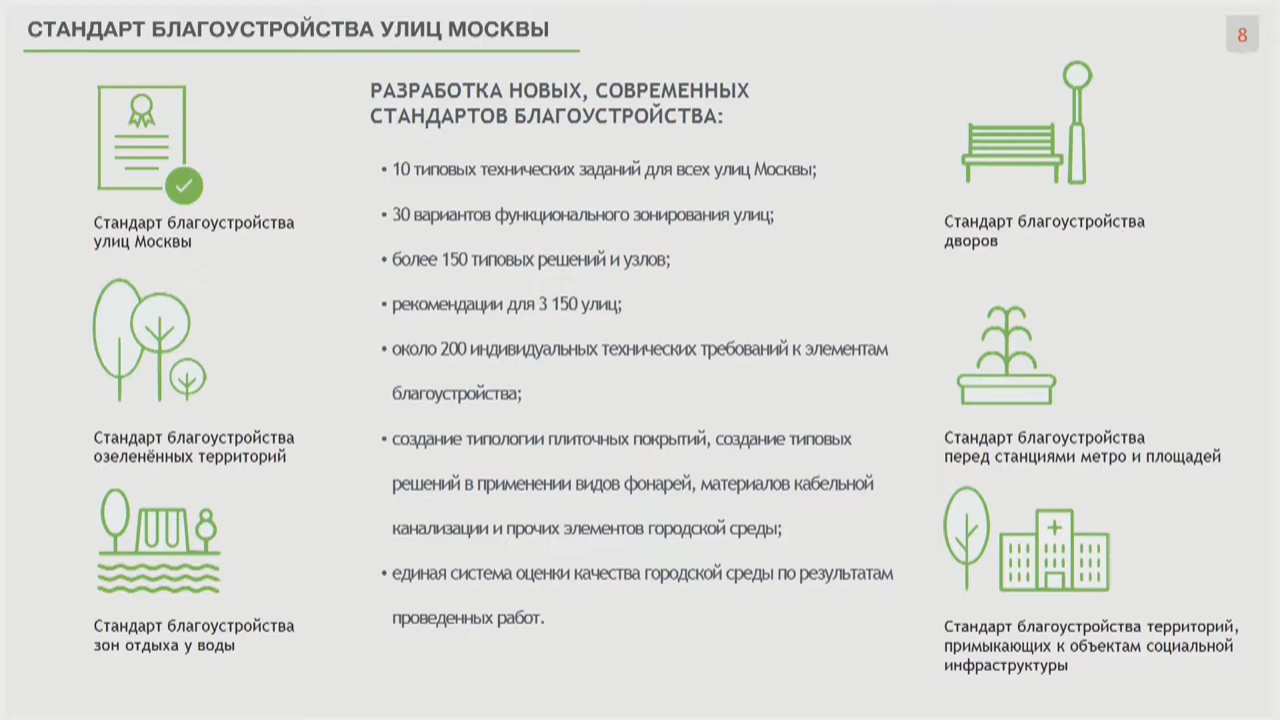 СТАНДАРТ БЛАГОУСТРОЙСТВА УЛИЦ МОСКВЫ
8
Стандарт благоустройства
улиц Москвы
Стандарт благоустройства
озеленённых территорий
Стандарт благоустройства
зон отдыха у воды
РАЗРАБОТКА НОВЫХ, СОВРЕМЕННЫХ
СТАНДАРТОВ БЛАГОУСТРОЙСТВА:
• 10 типовых технических заданий для всех улиц Москвы;
• 30 вариантов функционального зонирования улиц;
• более 150 типовых решений и узлов;
• рекомендации для 3 150 улиц;
• около 200 индивидуальных технических требований к элементам
благоустройства;
• создание типологии плиточных покрытий, создание типовых
решений в применении видов фонарей, материалов кабельной
канализации и прочих элементов городской среды;
• единая система оценки качества городской среды по результатам
проведенных работ.
Стандарт благоустройства
дворов
Стандарт благоустройства
перед станциями метро и площадей
Стандарт благоустройства территорий,
примыкающих к объектам социальной
инфраструктуры